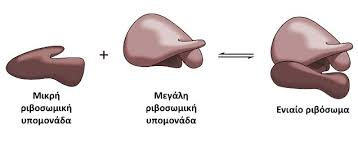 +
Μικρή
ριβοσωμική
υπομονάδα
Μεγάλη
ριβοσωμική
υπομονάδα
Ενιαίο ριβόσωμα